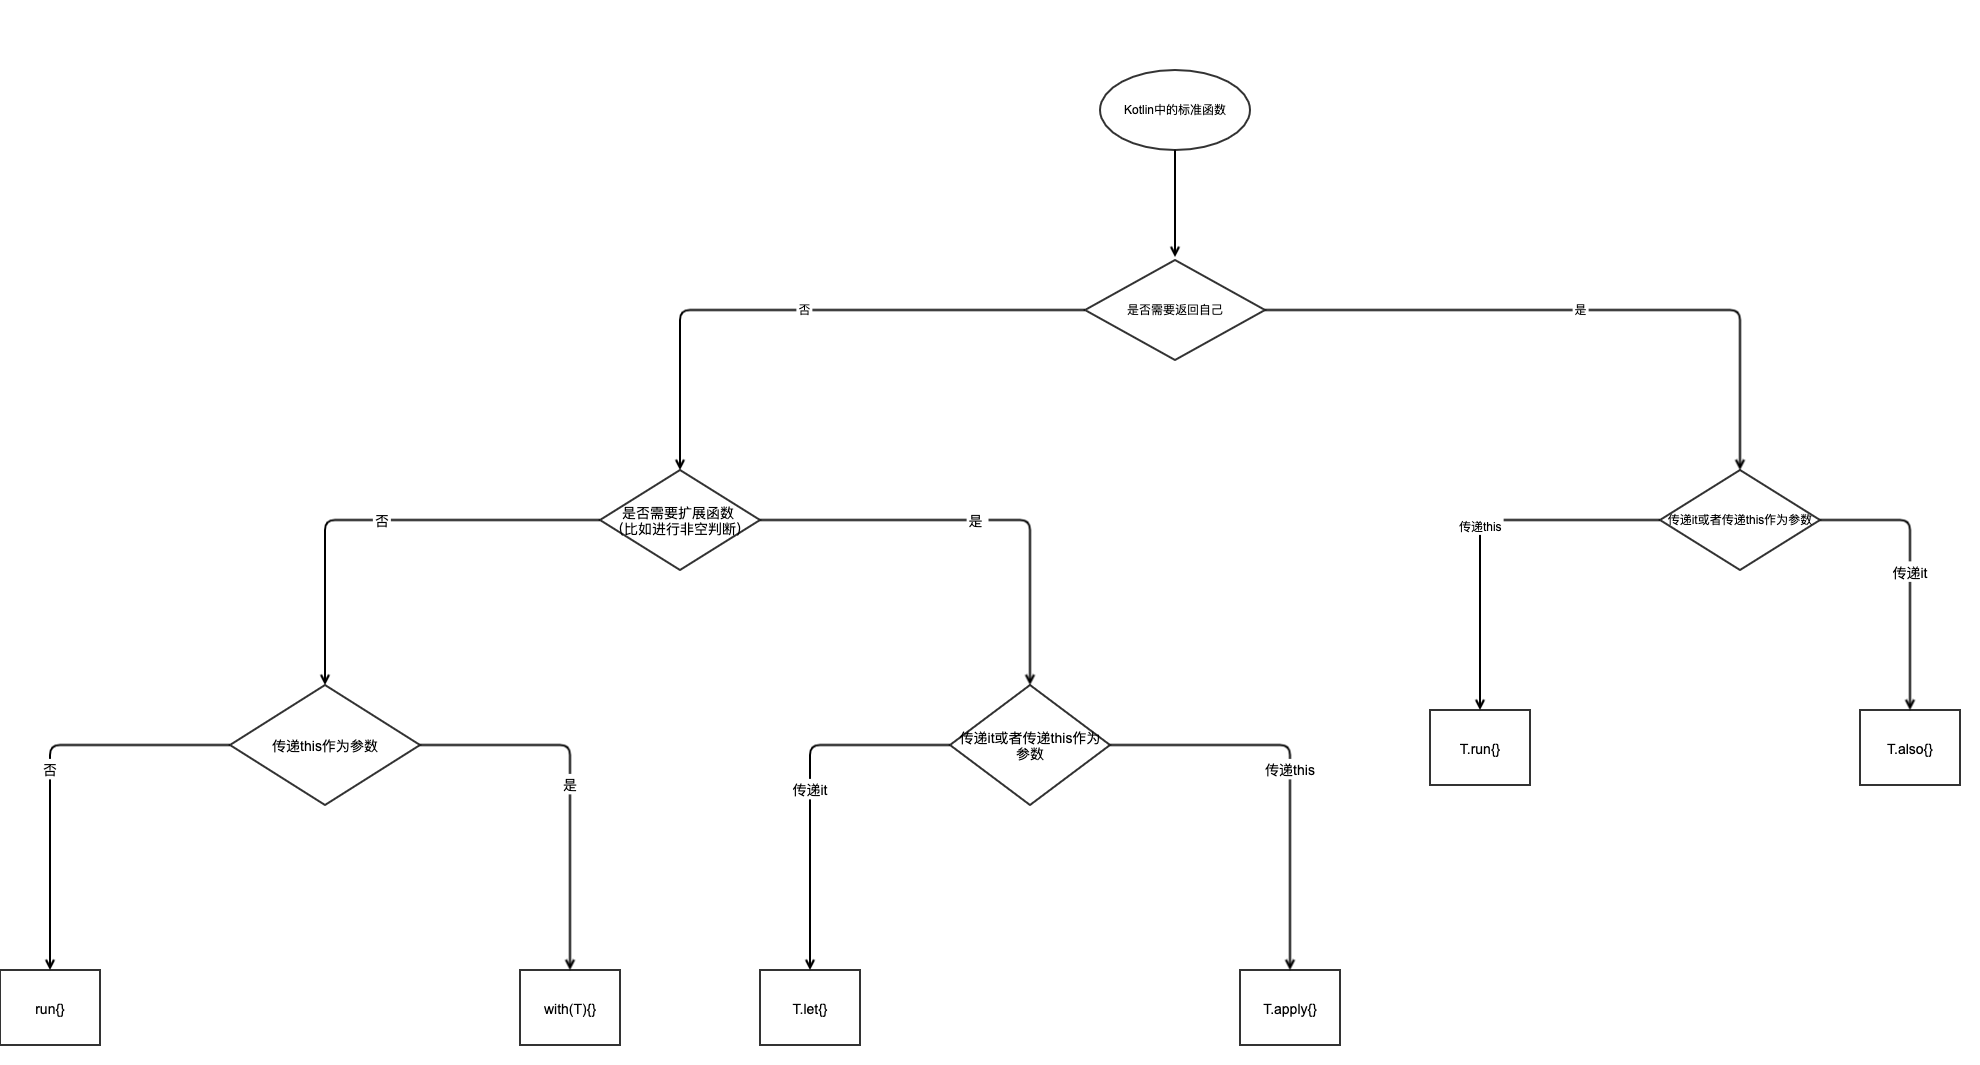 Kotlin中的标准函数
是否需要返回自己
否
是
是否需要扩展函数
(比如进行非空判断)
否
是
传递it或者传递this作为参数
传递this
传递it
传递this作为参数
否
是
传递it或者传递this作为
参数
传递it
传递this
T.run{}
T.also{}
run{}
with(T){}
T.let{}
T.apply{}